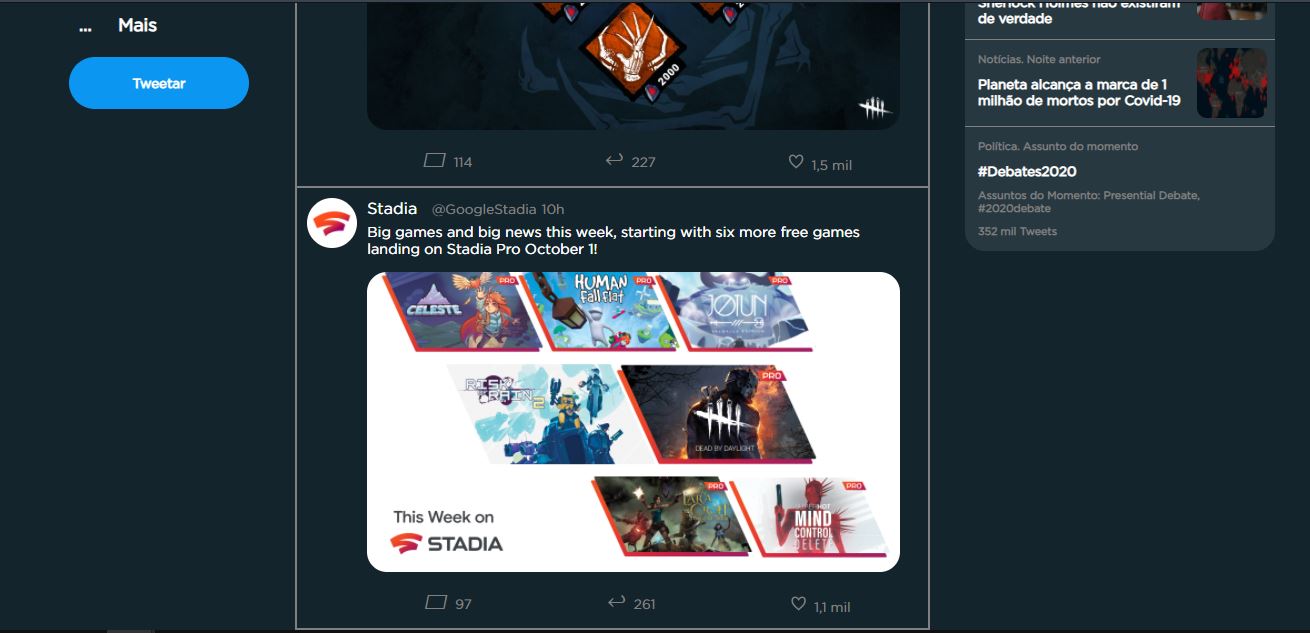 ... Mais
Tweetar
2000
114
227
1,5 mil
Stadia @GoogleStadia 10h
Big games and big news this week, starting with six more free games
landing on Stadia Pro October 1!
CELESTE
PRO
HUMAN
fall flat
PRO
JOTUN
VALHALLA EDITION
PRO
RISK
RAIN 2
DEAD BY DAYLIGHT
PRO
LARA
CROFT
PRO
MIND
CONTROL
DELETE
PRO
This Week on
STADIA
97
261
1,1 mil
Sherlock Holmes não existiram
de verdade
Notícias. Noite anterior
Planeta alcança a marca de 1
milhão de mortos por Covid-19
Política. Assunto do momento
#Debates2020
Assuntos do Momento: Presential Debate,
#2020debate
352 mil Tweets